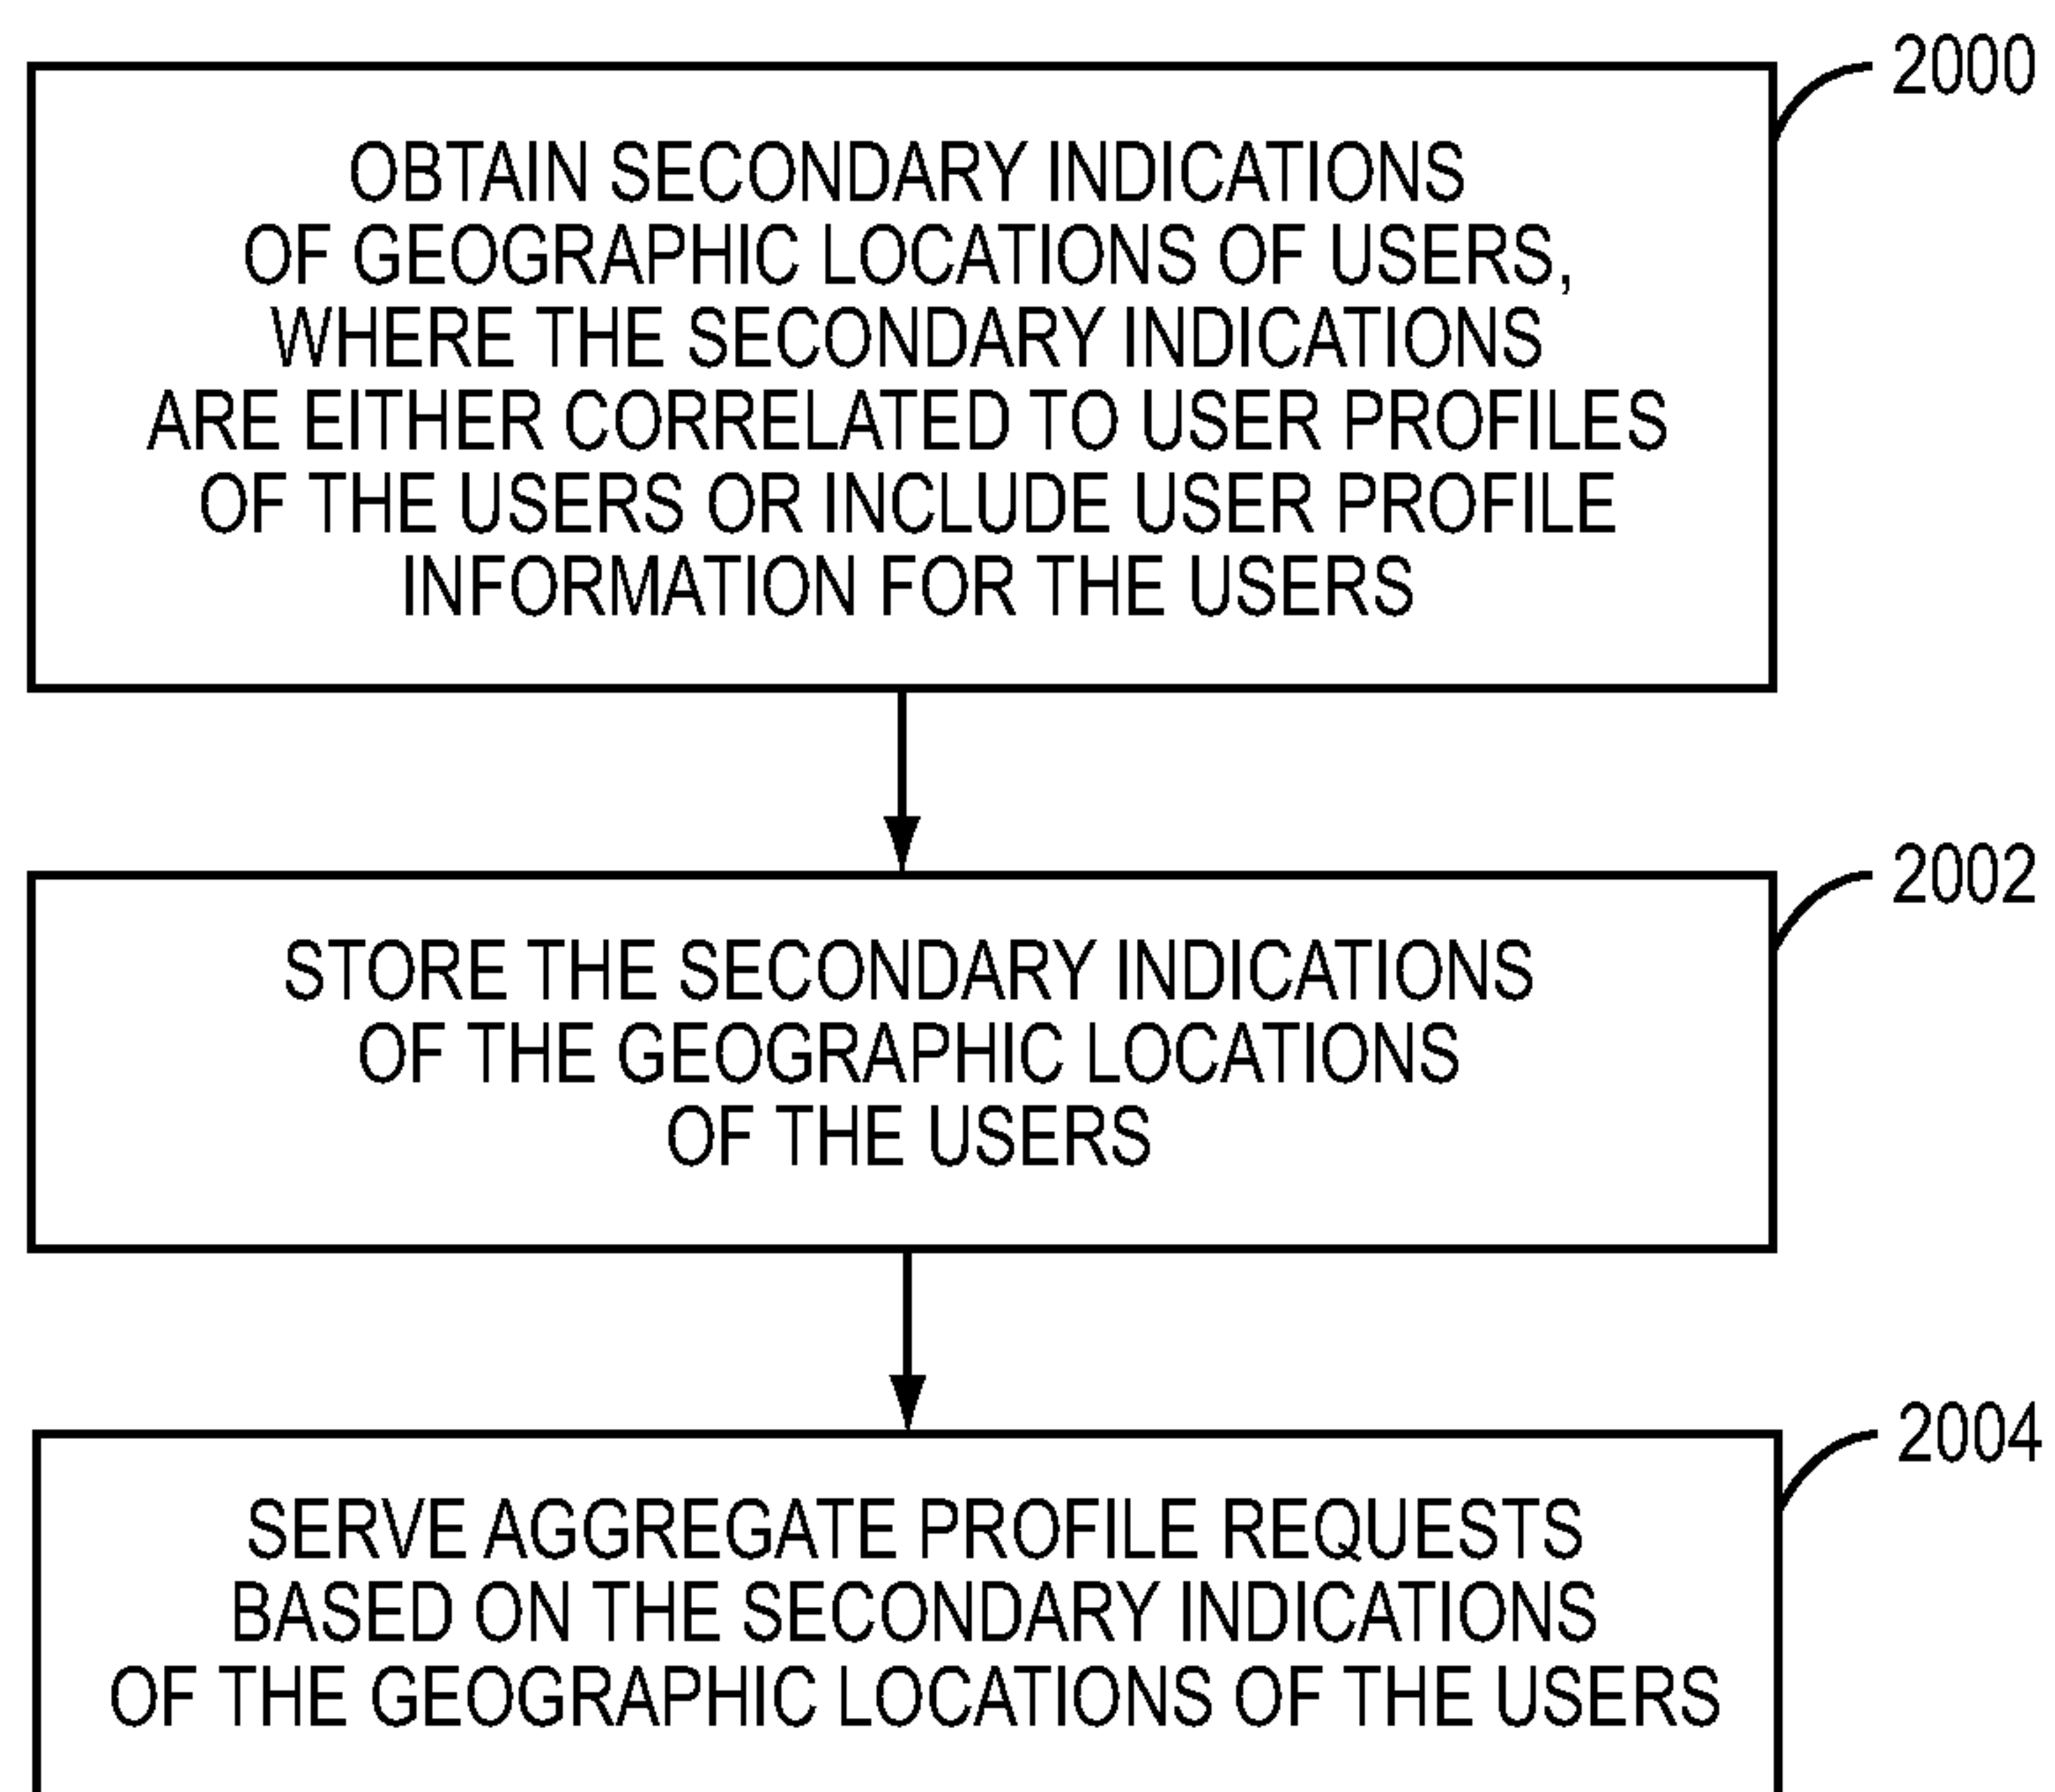 2000
OBTAIN SECONDARY INDICATIONS
OF GEOGRAPHIC LOCATIONS OF USERS,
WHERE THE SECONDARY INDICATIONS
ARE EITHER CORRELATED TO USER PROFILES
OF THE USERS OR INCLUDE USER PROFILE
INFORMATION FOR THE USERS
2002
STORE THE SECONDARY INDICATIONS
OF THE GEOGRAPHIC LOCATIONS
OF THE USERS
2004
SERVE AGGREGATE PROFILE REQUESTS
BASED ON THE SECONDARY INDICATIONS
OF THE GEOGRAPHIC LOCATIONS OF THE USERS